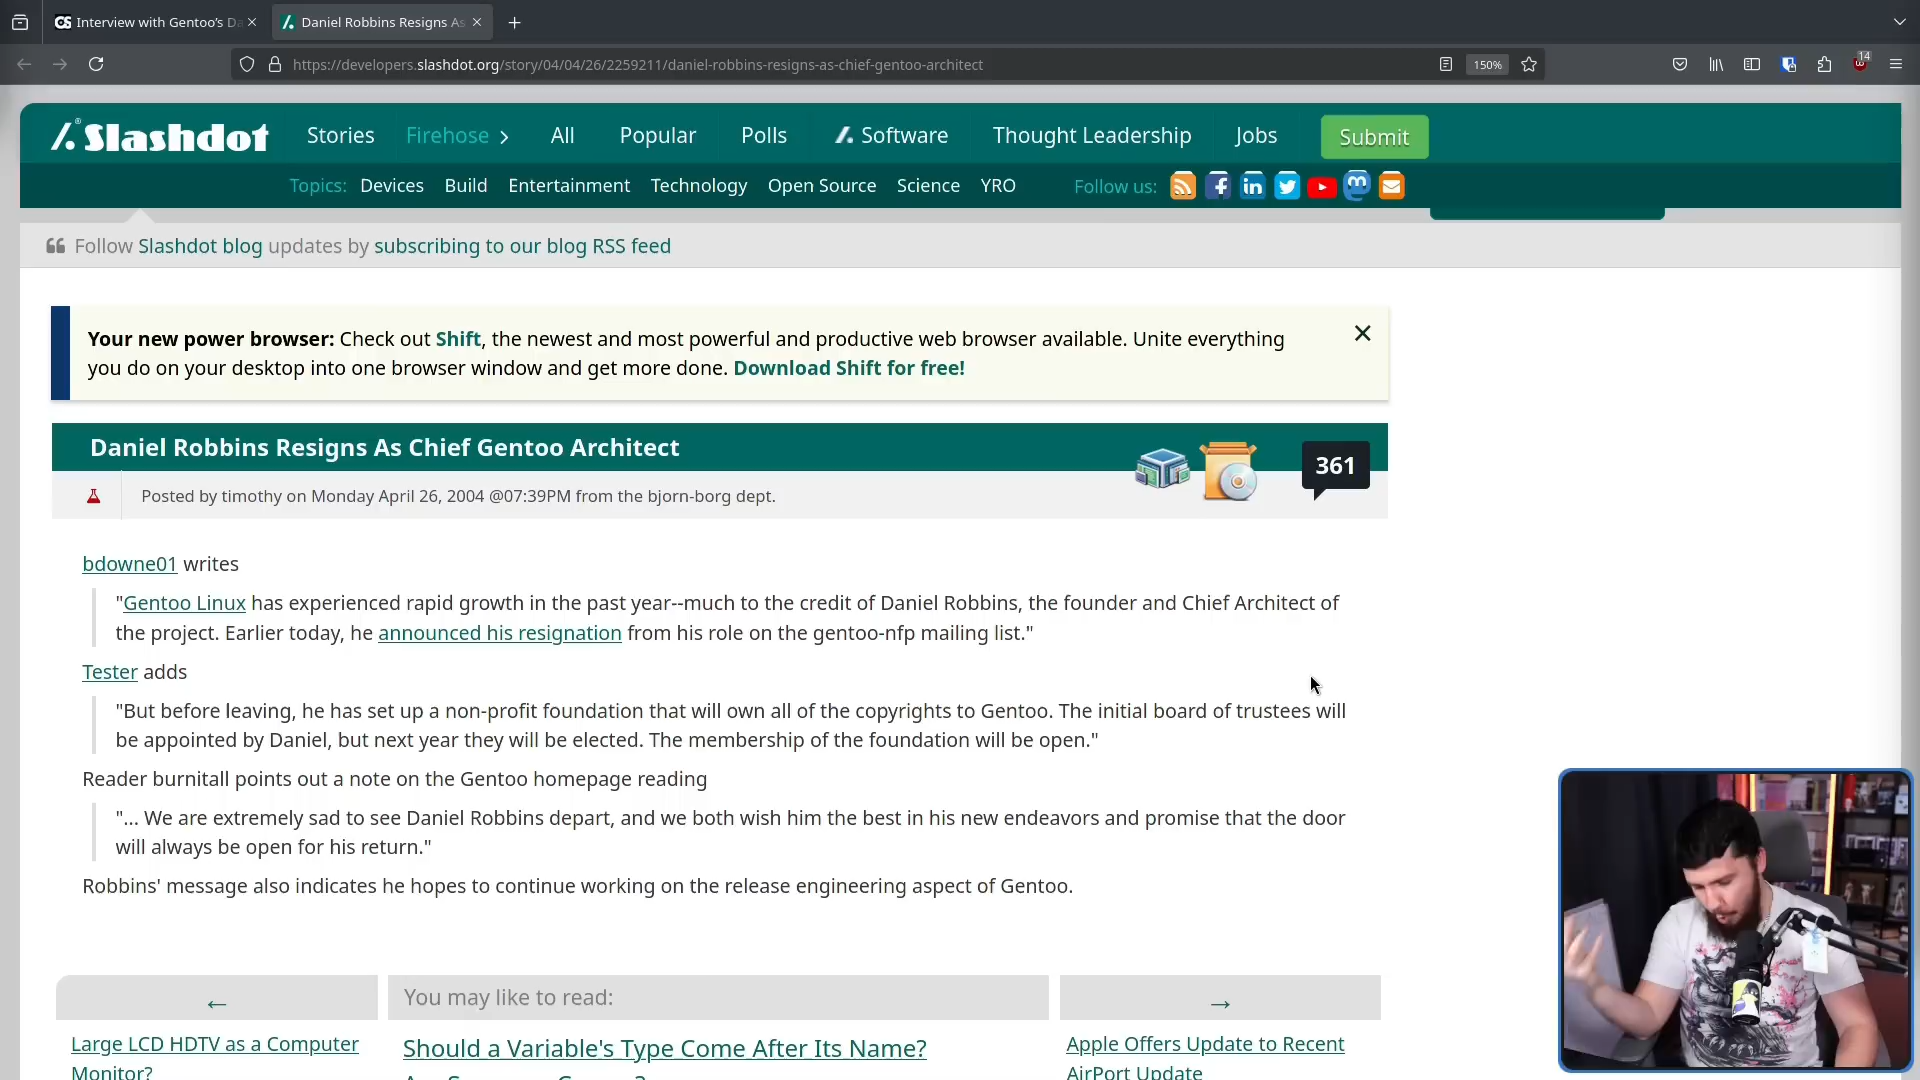 Interview with Gentoo's Da
Daniel Robbins Resigns As
https://developers.slashdot.org/story/04/04/26/2259211/daniel-robbins-resigns-as-chief-gentoo-architect
150%
14
Slashdot
Stories
Firehose
All
Popular
Polls
Software
Thought Leadership
Jobs
Submit
Topics: Devices Build Entertainment Technology Open Source Science YRO
Follow us:
Follow Slashdot blog updates by subscribing to our blog RSS feed
Your new power browser: Check out Shift, the newest and most powerful and productive web browser available. Unite everything
you do on your desktop into one browser window and get more done. Download Shift for free!
Daniel Robbins Resigns As Chief Gentoo Architect
361
Posted by timothy on Monday April 26, 2004 @07:39PM from the bjorn-borg dept.
bdowne01 writes
"Gentoo Linux has experienced rapid growth in the past year--much to the credit of Daniel Robbins, the founder and Chief Architect of
the project. Earlier today, he announced his resignation from his role on the gentoo-nfp mailing list."
Tester adds
"But before leaving, he has set up a non-profit foundation that will own all of the copyrights to Gentoo. The initial board of trustees will
be appointed by Daniel, but next year they will be elected. The membership of the foundation will be open."
Reader burnitall points out a note on the Gentoo homepage reading
"... We are extremely sad to see Daniel Robbins depart, and we both wish him the best in his new endeavors and promise that the door
will always be open for his return."
Robbins' message also indicates he hopes to continue working on the release engineering aspect of Gentoo.
←
You may like to read:
→
Large LCD HDTV as a Computer
Monitor?
Should a Variable's Type Come After Its Name?
Apple Offers Update to Recent
AirPort Update